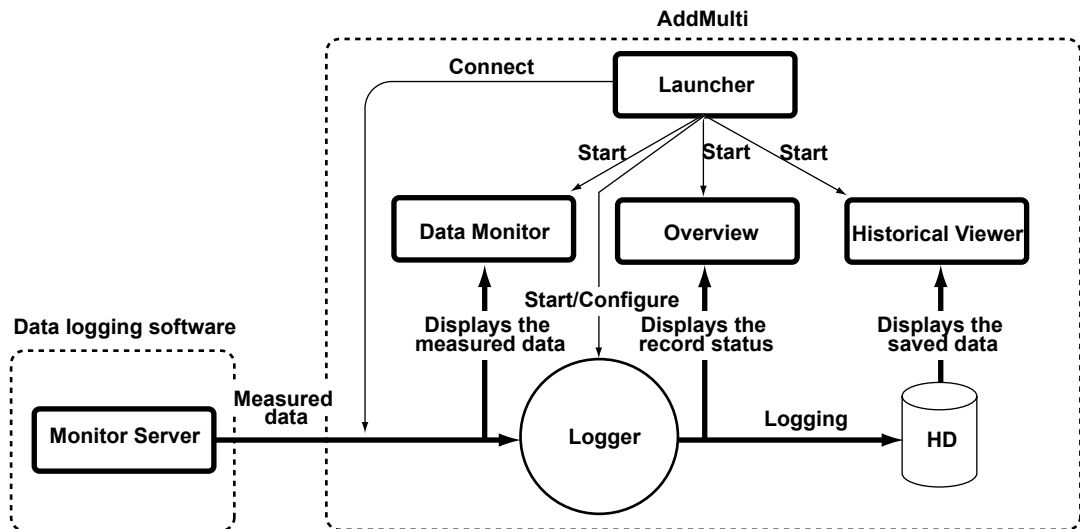 AddMulti
Connect
Launcher
Start
Start
Start
Data Monitor
Overview
Historical Viewer
Start/Configure
Data logging software
Displays the
measured data
Displays the
record status
Displays the
saved data
Measured
data
Monitor Server
Logger
Logging
HD